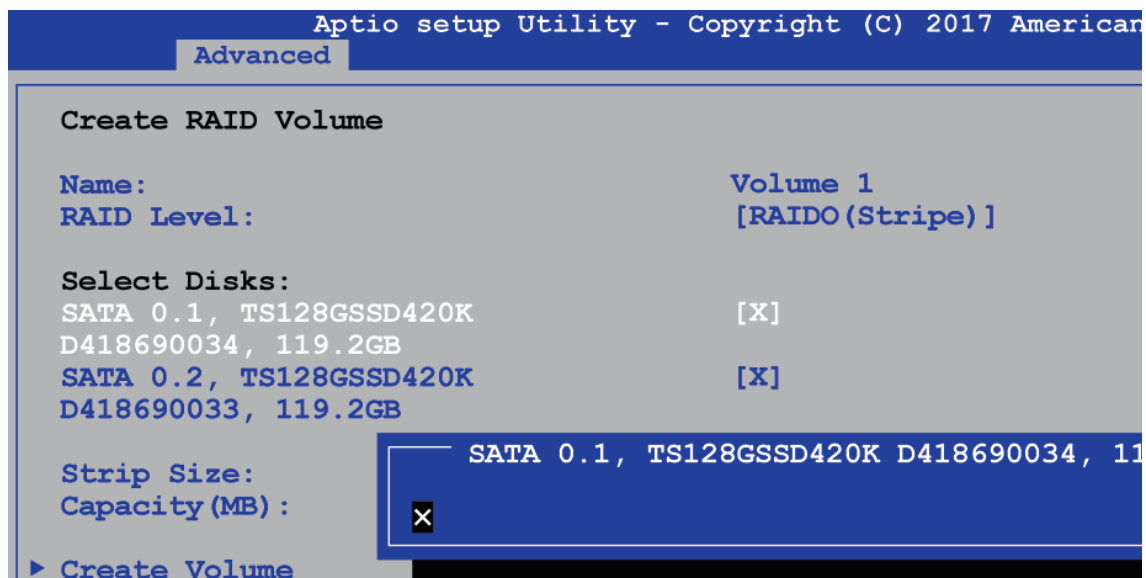 Aptio setup Utility - Copyright (C) 2017 American
Advanced
Create RAID Volume
Name: Volume 1
RAID Level: [RAIDO(Stripe)]
Select Disks:
SATA 0.1, TS128GSSD420K [X]
D418690034, 119.2GB
SATA 0.2, TS128GSSD420K [X]
D418690033, 119.2GB
SATA 0.1, TS128GSSD420K D418690034, 11
Strip Size:
Capacity(MB):
X
Create Volume